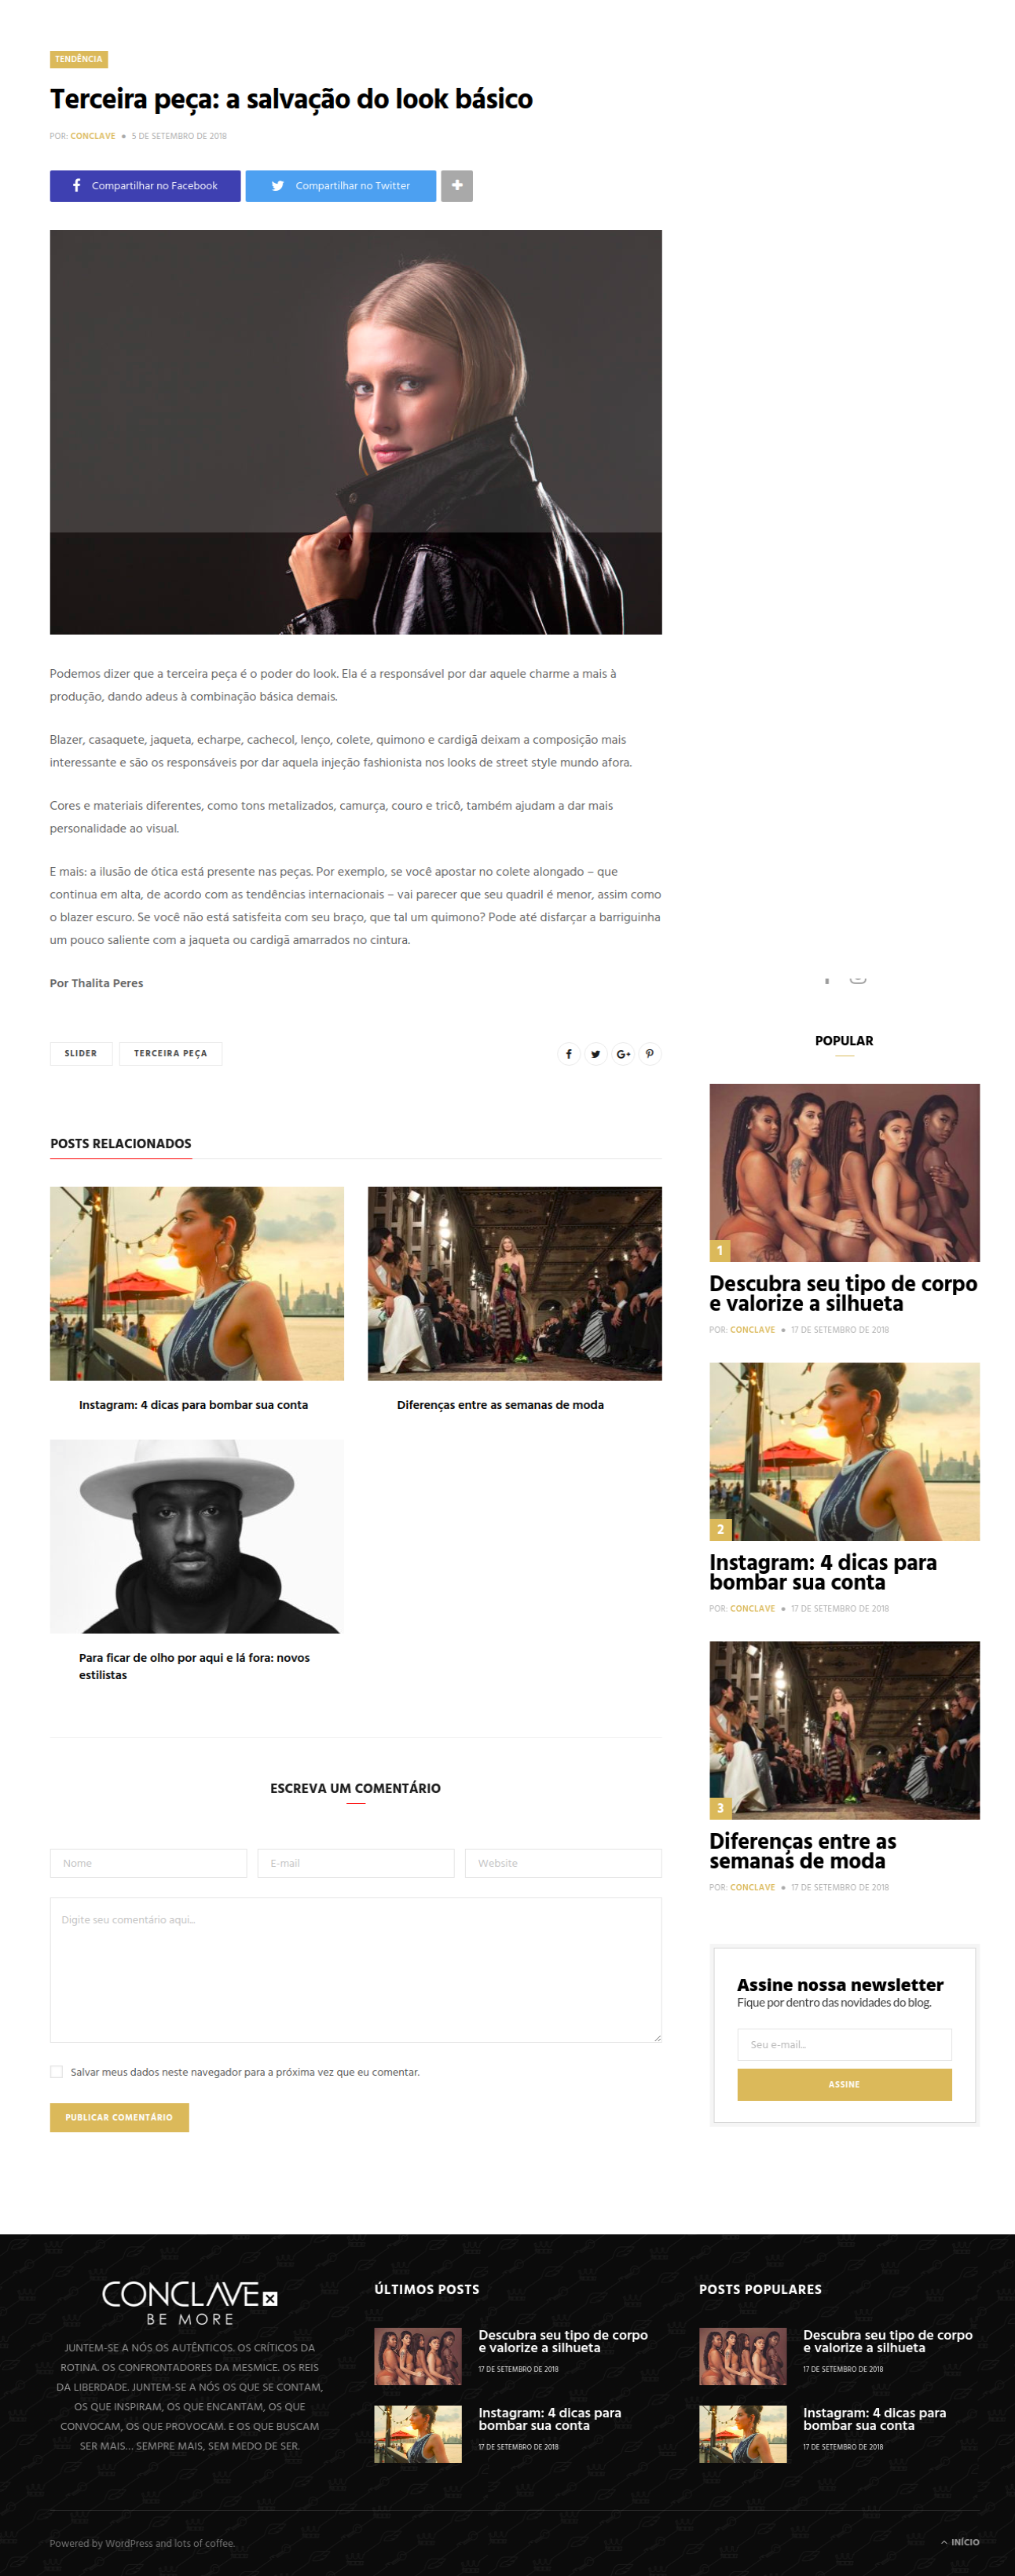 TENDÊNCIA
Terceira peça: a salvação do look básico
POR: CONCLAVE • 5 DE SETEMBRO DE 2018
Compartilhar no Facebook
Compartilhar no Twitter
Podemos dizer que a terceira peça é o poder do look. Ela é a responsável por dar aquele charme a mais à
produção, dando adeus à combinação básica demais.
Blazer, casaquete, jaqueta, echarpe, cachecol, lenço, colete, quimono e cardigã deixam a composição mais
interessante e são os responsáveis por dar aquela injeção fashionista nos looks de street style mundo afora.
Cores e materiais diferentes, como tons metalizados, camurça, couro e tricô, também ajudam a dar mais
personalidade ao visual.
E mais: a ilusão de ótica está presente nas peças. Por exemplo, se você apostar no colete alongado – que
continua em alta, de acordo com as tendências internacionais – vai parecer que seu quadril é menor, assim como
o blazer escuro. Se você não está satisfeita com seu braço, que tal um quimono? Pode até disfarçar a barriguinha
um pouco saliente com a jaqueta ou cardigã amarrados no cintura.
Por Thalita Peres
SLIDER
TERCEIRA PEÇA
POSTS RELACIONADOS
Instagram: 4 dicas para bombar sua conta
Diferenças entre as semanas de moda
Para ficar de olho por aqui e lá fora: novos
estilistas
ESCREVA UM COMENTÁRIO
Nome
E-mail
Website
Digite seu comentário aqui...
Salvar meus dados neste navegador para a próxima vez que eu comentar.
PUBLICAR COMENTÁRIO
POPULAR
1
Descubra seu tipo de corpo
e valorize a silhueta
POR: CONCLAVE • 17 DE SETEMBRO DE 2018
2
Instagram: 4 dicas para
bombar sua conta
POR: CONCLAVE • 17 DE SETEMBRO DE 2018
3
Diferenças entre as
semanas de moda
POR: CONCLAVE • 17 DE SETEMBRO DE 2018
Assine nossa newsletter
Fique por dentro das novidades do blog.
Seu e-mail...
ASSINE
CONCLAVE
BE MORE
JUNTEM-SE A NÓS OS AUTÊNTICOS. OS CRÍTICOS DA
ROTINA. OS CONFRONTADORES DA MESMICE. OS REIS
DA LIBERDADE. JUNTEM-SE A NÓS OS QUE SE CONTAM,
OS QUE INSPIRAM, OS QUE ENCANTAM, OS QUE
CONVOCAM, OS QUE PROVOCAM. E OS QUE BUSCAM
SER MAIS... SEMPRE MAIS, SEM MEDO DE SER.
ÚLTIMOS POSTS
Descubra seu tipo de corpo
e valorize a silhueta
17 DE SETEMBRO DE 2018
Instagram: 4 dicas para
bombar sua conta
17 DE SETEMBRO DE 2018
POSTS POPULARES
Descubra seu tipo de corpo
e valorize a silhueta
17 DE SETEMBRO DE 2018
Instagram: 4 dicas para
bombar sua conta
17 DE SETEMBRO DE 2018
Powered by WordPress and lots of coffee.
INÍCIO